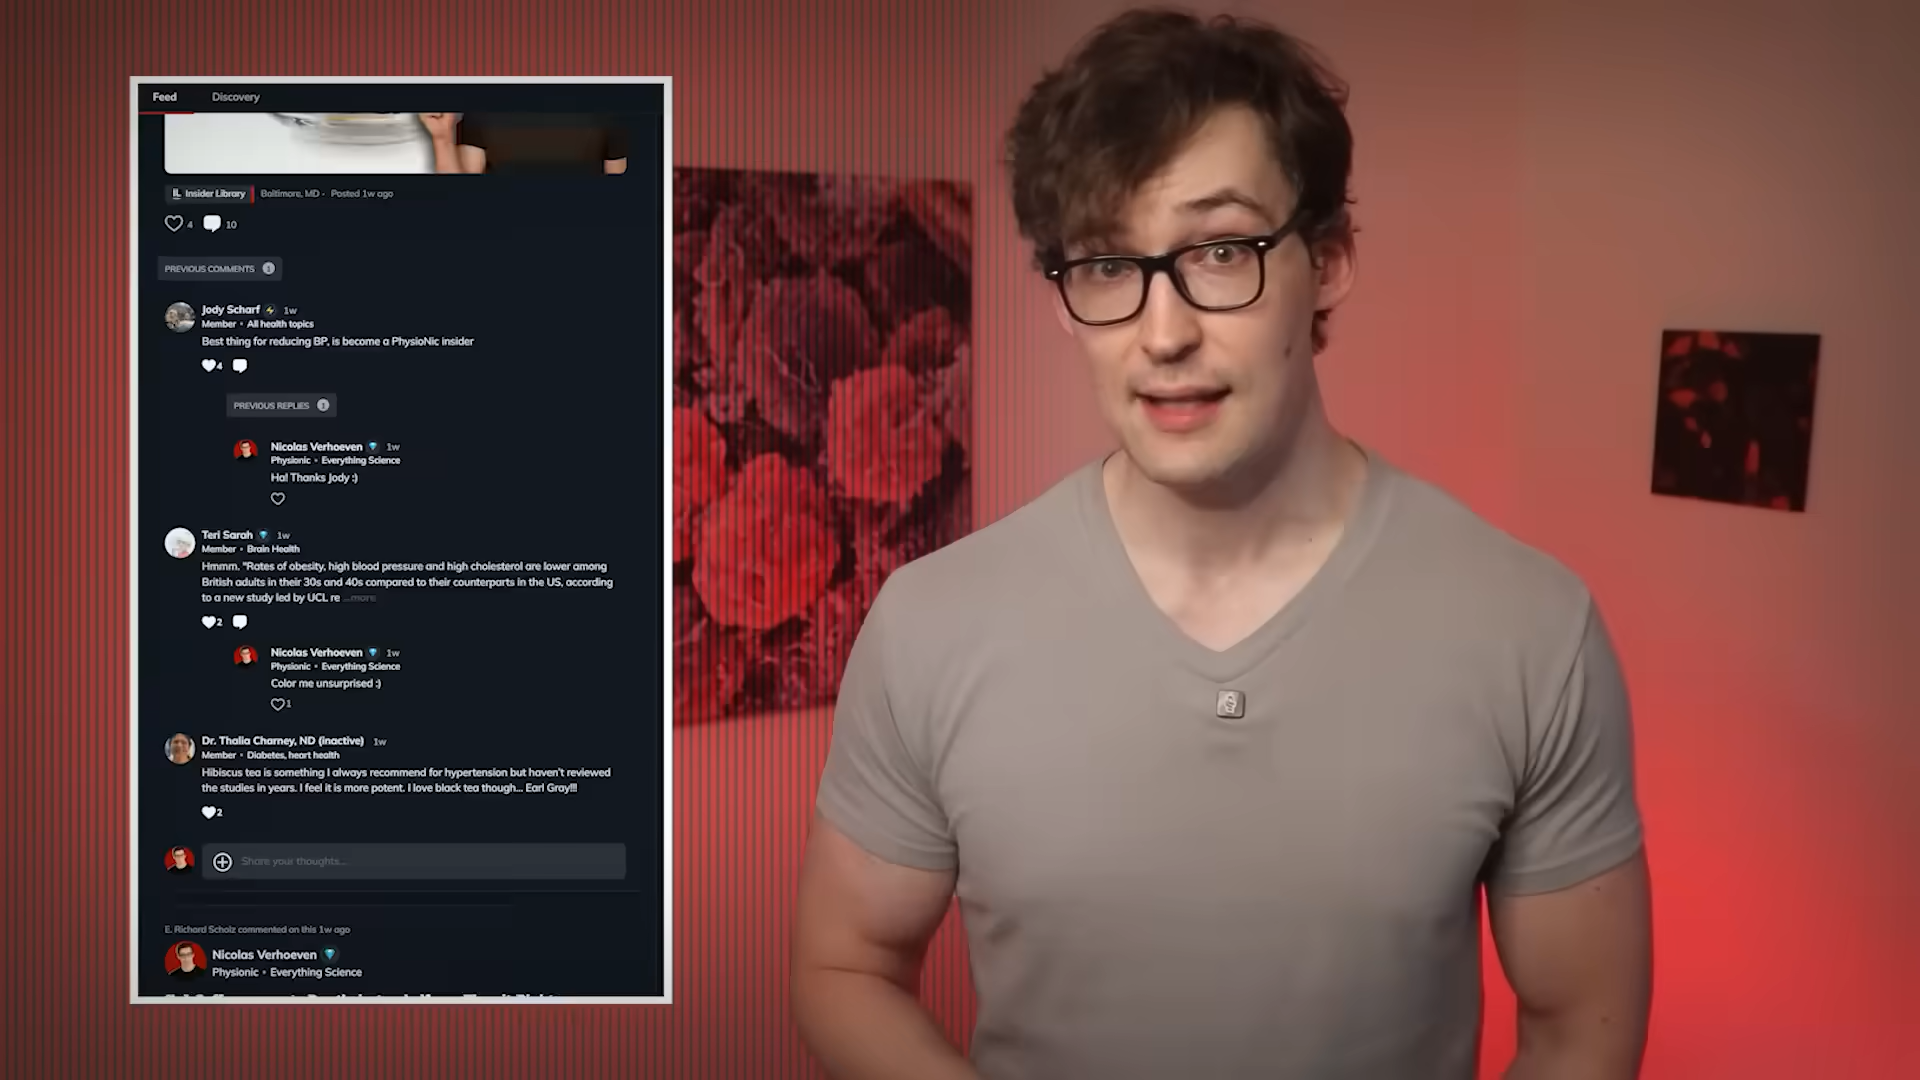 Feed Discovery
Insider Library Baltimore, MD · Posted 1w ago
4 10
PREVIOUS COMMENTS 1
Jody Scharf 1w
Member • All health topics
Best thing for reducing BP, is become a PhysioNic insider
4
PREVIOUS REPLIES 1
Nicolas Verhoeven 1w
Physionic • Everything Science
Ha! Thanks Jody :)
Teri Sarah 1w
Member • Brain Health
Hmmm. "Rates of obesity, high blood pressure and high cholesterol are lower among
British adults in their 30s and 40s compared to their counterparts in the US, according
to a new study led by UCL re ...more
2
Nicolas Verhoeven 1w
Physionic • Everything Science
Color me unsurprised :)
1
Dr. Thalia Charney, ND (inactive) 1w
Member • Diabetes, heart health
Hibiscus tea is something I always recommend for hypertension but haven't reviewed
the studies in years. I feel it is more potent. I love black tea though... Earl Gray!!!
2
Share your thoughts...
E. Richard Scholz commented on this 1w ago
Nicolas Verhoeven
Physionic • Everything Science